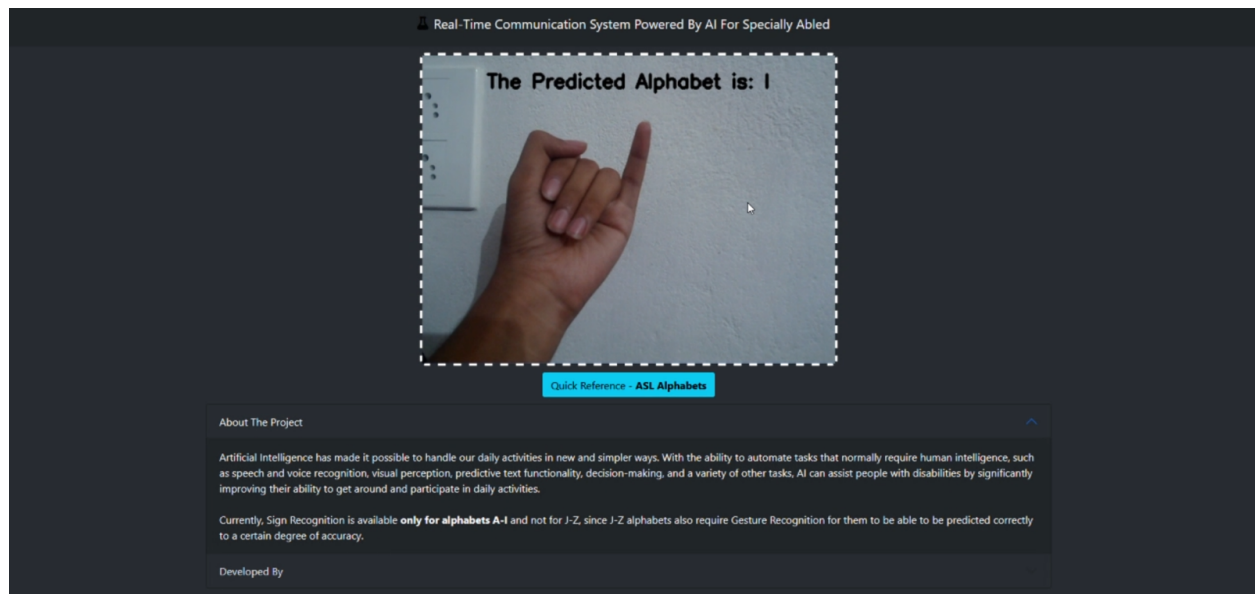 Real-Time Communication System Powered By AI For Specially Abled
The Predicted Alphabet is: I
Quick Reference - ASL Alphabets
About The Project
Artificial Intelligence has made it possible to handle our daily activities in new and simpler ways. With the ability to automate tasks that normally require human intelligence, such
as speech and voice recognition, visual perception, predictive text functionality, decision-making, and a variety of other tasks, AI can assist people with disabilities by significantly
improving their ability to get around and participate in daily activities.
Currently, Sign Recognition is available only for alphabets A-I and not for J-Z, since J-Z alphabets also require Gesture Recognition for them to be able to be predicted correctly
to a certain degree of accuracy.
Developed By